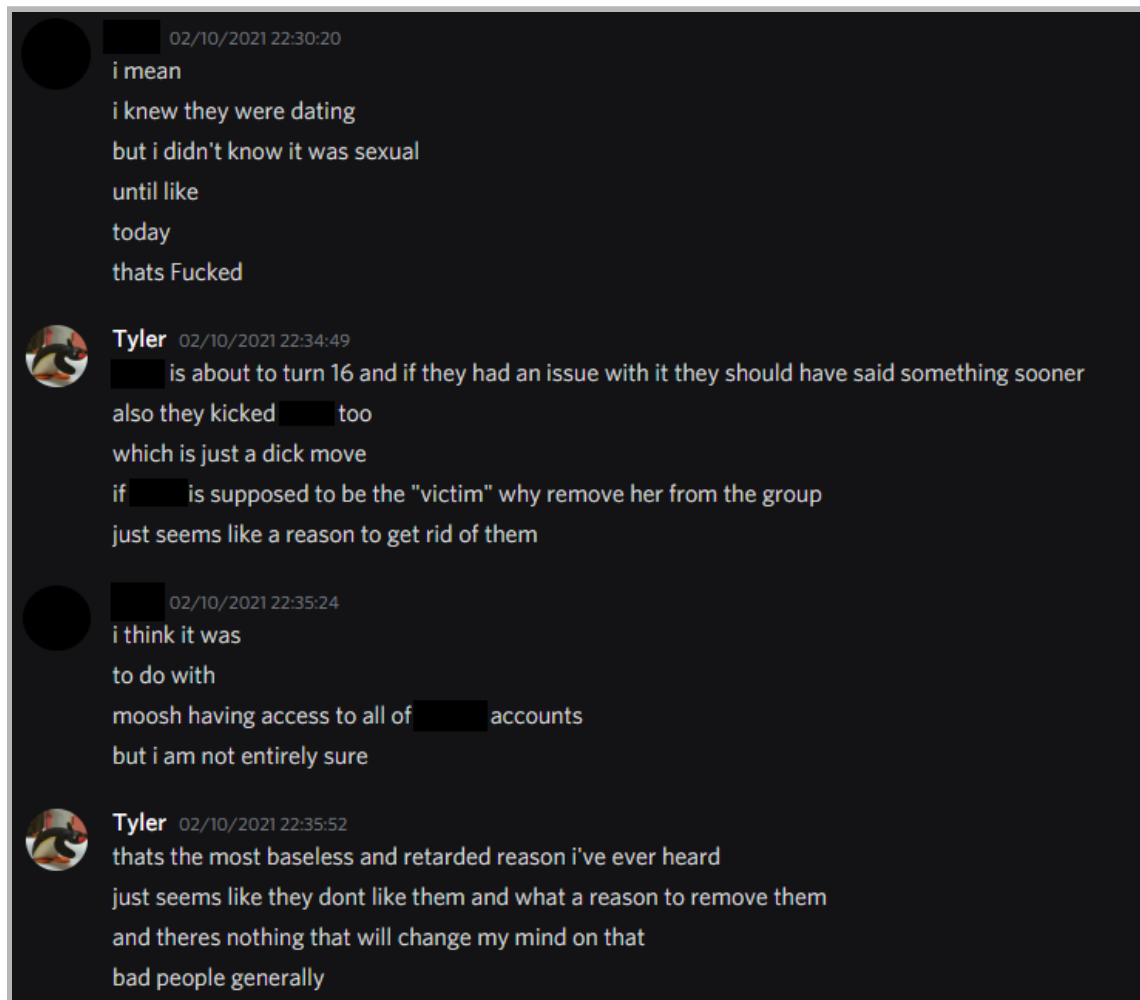 02/10/2021 22:30:20
i mean
i knew they were dating
but i didn't know it was sexual
until like
today
thats Fucked
Tyler 02/10/2021 22:34:49
is about to turn 16 and if they had an issue with it they should have said something sooner
also they kicked too
which is just a dick move
if is supposed to be the "victim" why remove her from the group
just seems like a reason to get rid of them
02/10/2021 22:35:24
i think it was
to do with
moosh having access to all of accounts
but i am not entirely sure
Tyler 02/10/2021 22:35:52
thats the most baseless and retarded reason i've ever heard
just seems like they dont like them and what a reason to remove them
and theres nothing that will change my mind on that
bad people generally